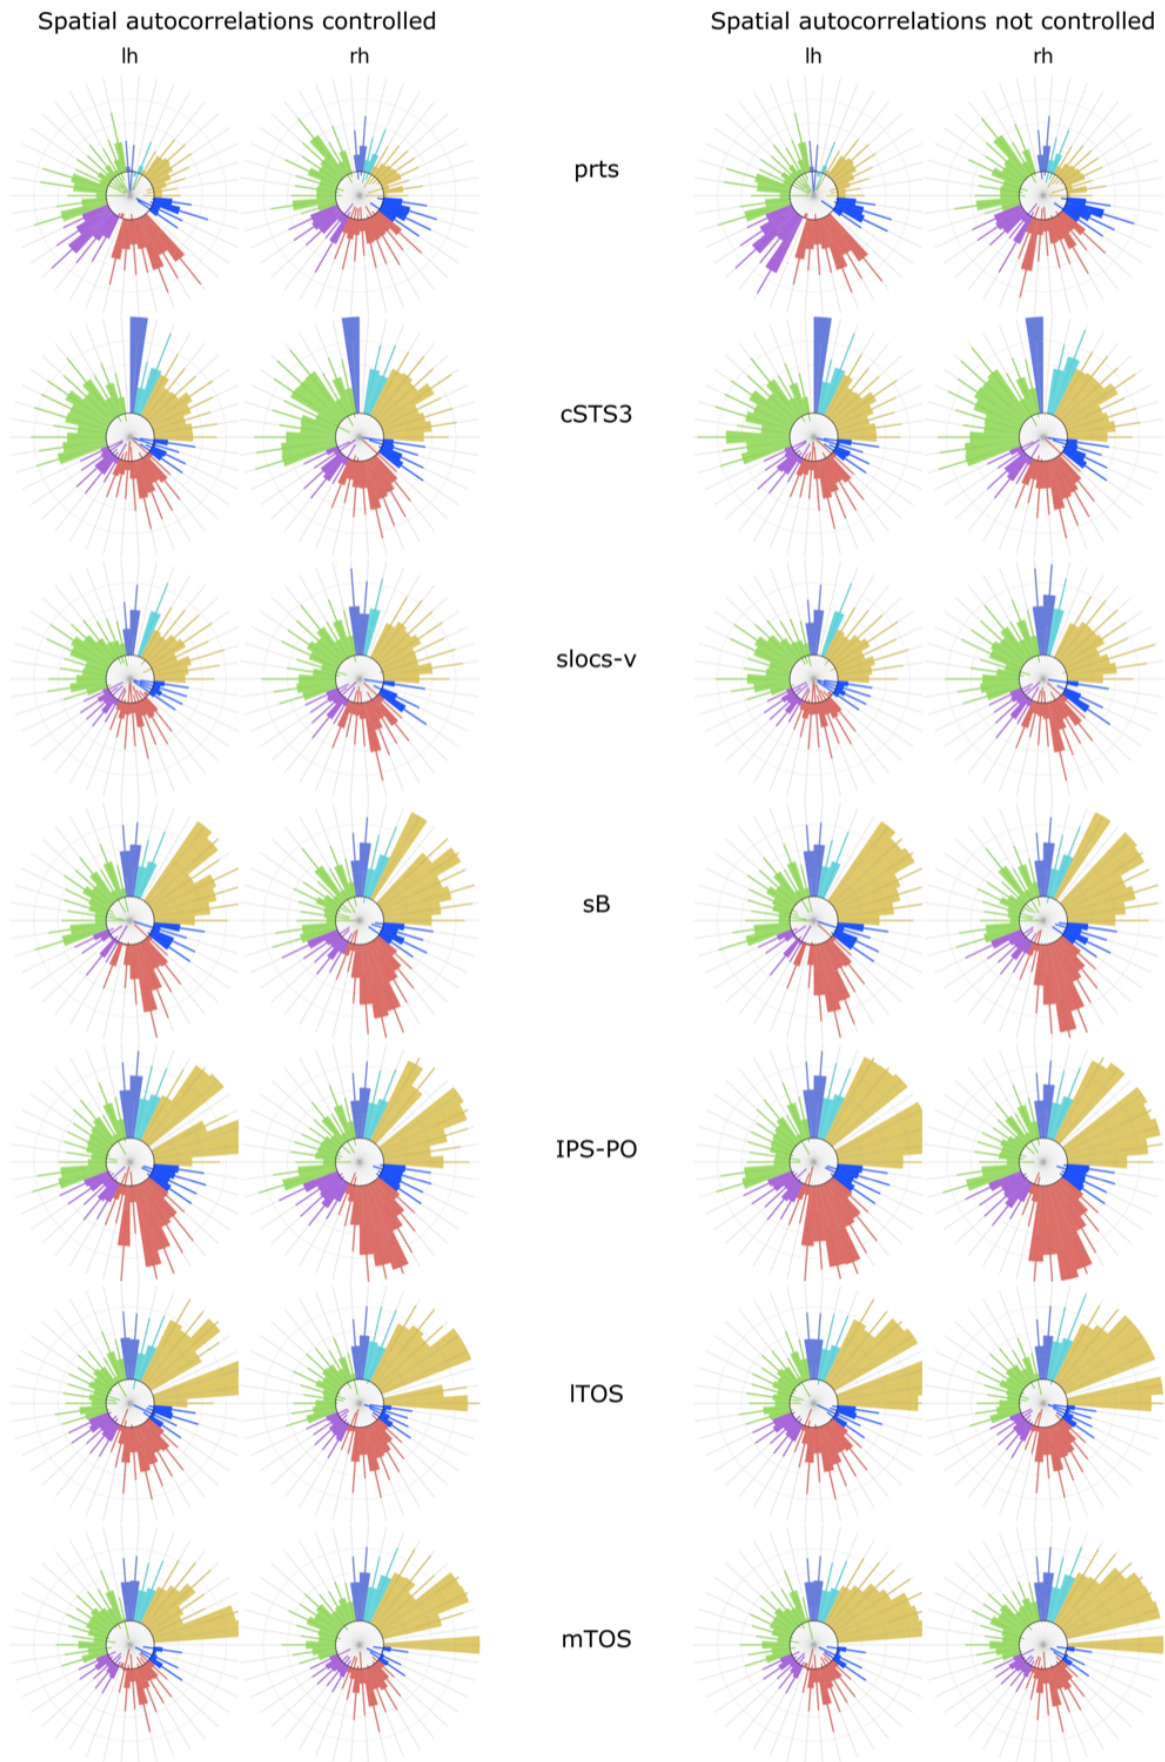 Spatial autocorrelations controlled
Spatial autocorrelations not controlled
lh
rh
lh
rh
prts
cSTS3
slocs-v
sB
IPS-PO
lTOS
mTOS